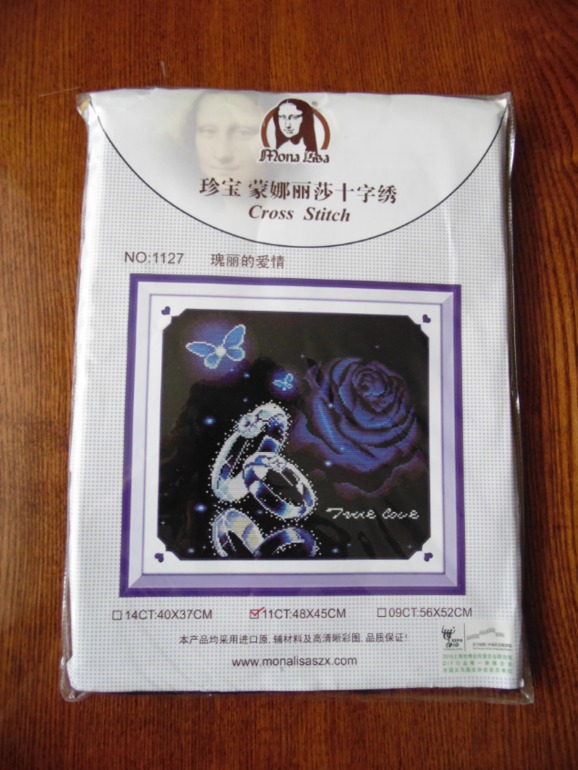 Mona Lisa
®
珍宝 蒙娜丽莎十字绣
Cross Stitch
NO:1127 瑰丽的爱情
True love
□14CT:40X37CM ☑11CT:48X45CM □09CT:56X52CM
本产品均采用进口原,辅材料及高清晰彩图,品质保证!
www.monalisaszx.com